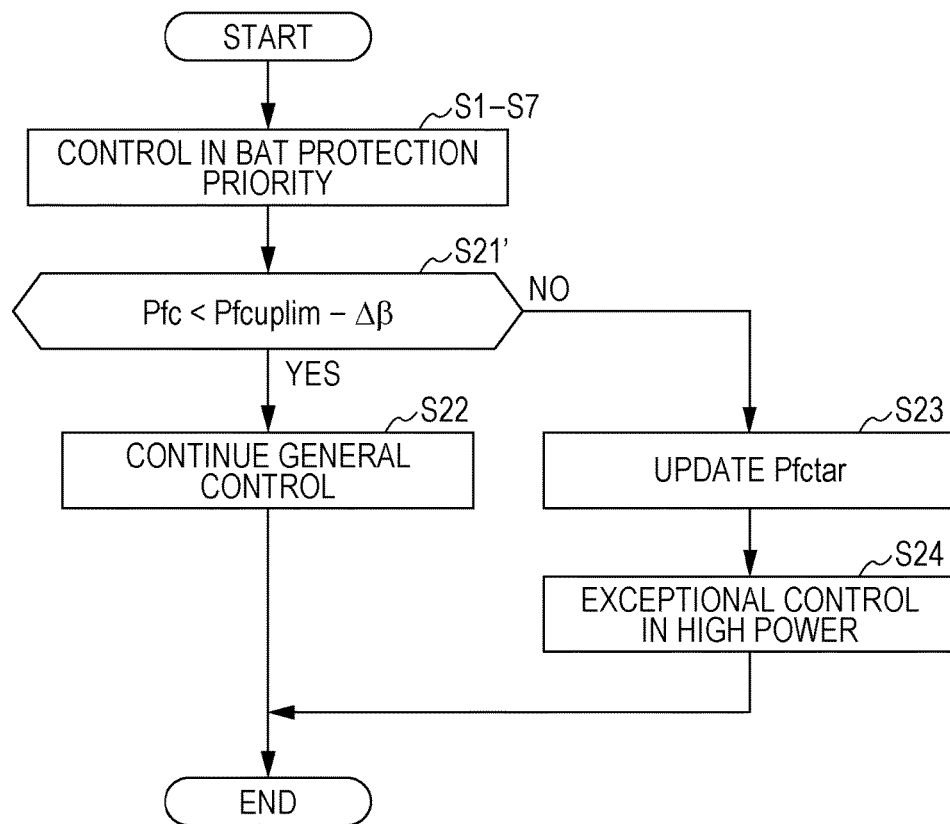 START
S1–S7
CONTROL IN BAT PROTECTION
PRIORITY
S21'
Pfc < Pfcuplim – Δβ
NO
YES
S22
CONTINUE GENERAL
CONTROL
S23
UPDATE Pfctar
S24
EXCEPTIONAL CONTROL
IN HIGH POWER
END